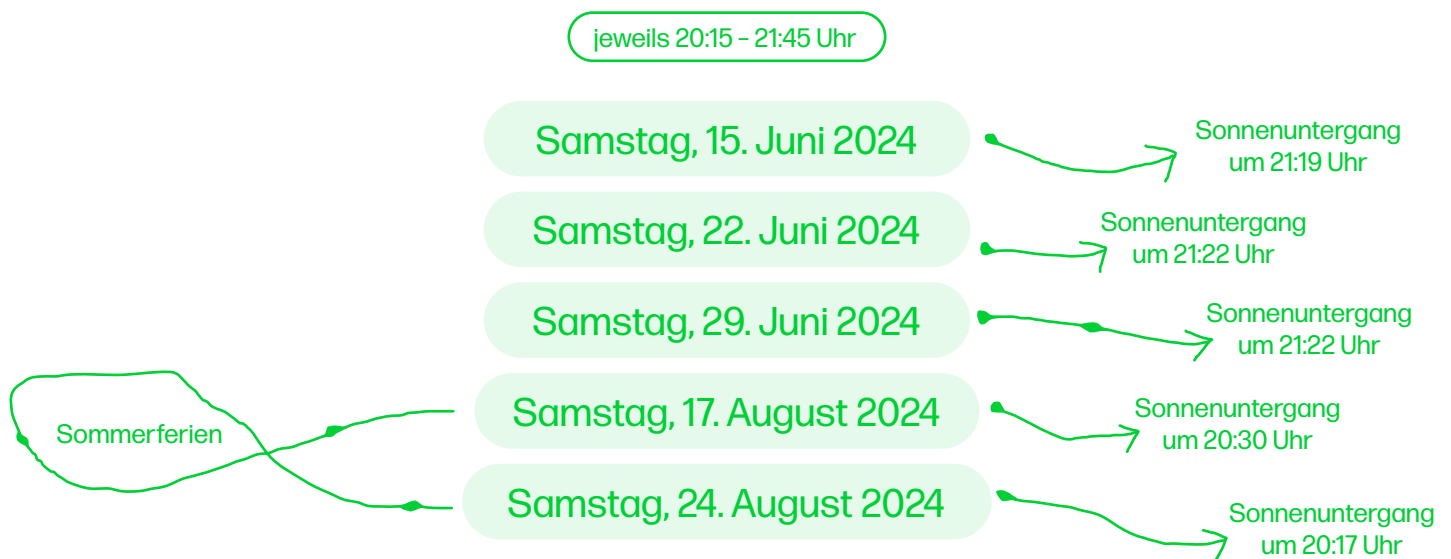 jeweils 20:15 – 21:45 Uhr
Samstag, 15. Juni 2024
Sonnenuntergang
um 21:19 Uhr
Samstag, 22. Juni 2024
Sonnenuntergang
um 21:22 Uhr
Samstag, 29. Juni 2024
Sonnenuntergang
um 21:22 Uhr
Sommerferien
Samstag, 17. August 2024
Sonnenuntergang
um 20:30 Uhr
Samstag, 24. August 2024
Sonnenuntergang
um 20:17 Uhr